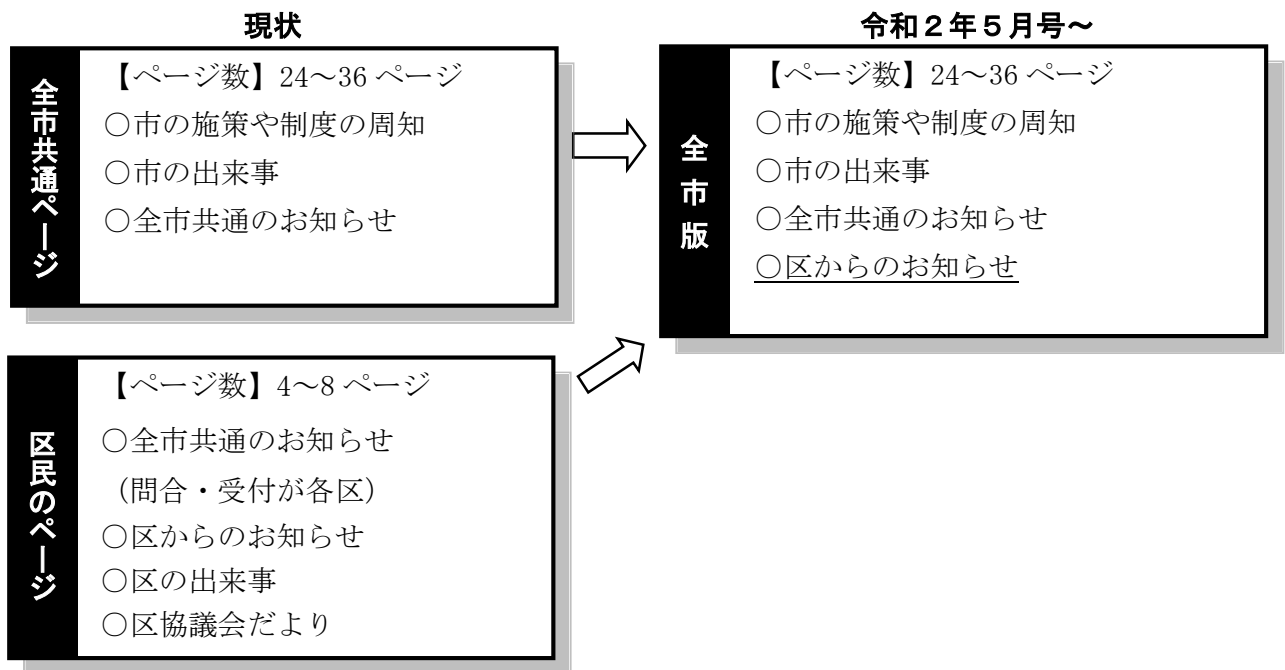 現状
全市共通ページ
【ページ数】24～36 ページ
○市の施策や制度の周知
○市の出来事
○全市共通のお知らせ
区民のページ
【ページ数】4～8 ページ
○全市共通のお知らせ
（問合・受付が各区）
○区からのお知らせ
○区の出来事
○区協議会だより
令和２年５月号～
全市版
【ページ数】24～36 ページ
○市の施策や制度の周知
○市の出来事
○全市共通のお知らせ
○区からのお知らせ